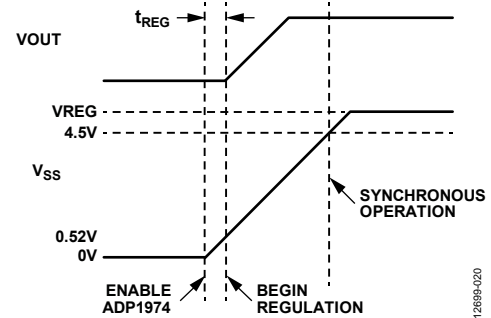 tREG
VOUT
VREG
4.5V
VSS
SYNCHRONOUS
OPERATION
0.52V
0V
ENABLE
ADP1974
BEGIN
REGULATION
12699-020